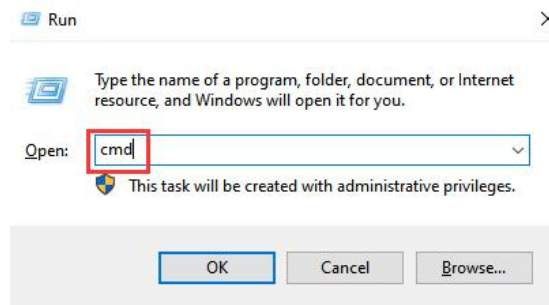 Run
Type the name of a program, folder, document, or Internet
resource, and Windows will open it for you.
Open: cmd
This task will be created with administrative privileges.
OK Cancel Browse...